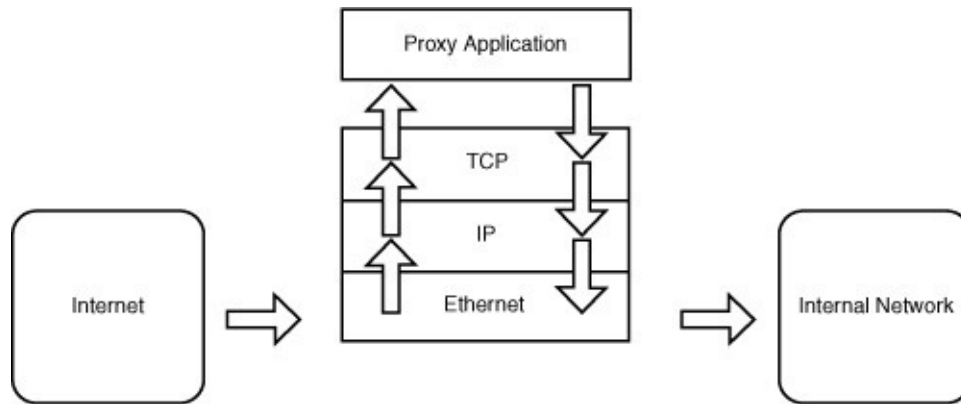 Proxy Application
TCP
IP
Ethernet
Internet
Internal Network